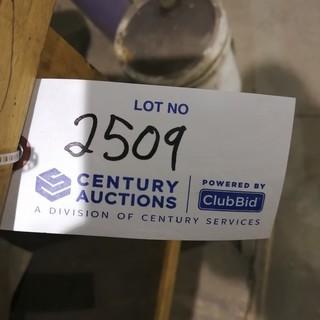 LOT NO
2509
CENTURY AUCTIONS
POWERED BY
ClubBid
A DIVISION OF CENTURY SERVICES